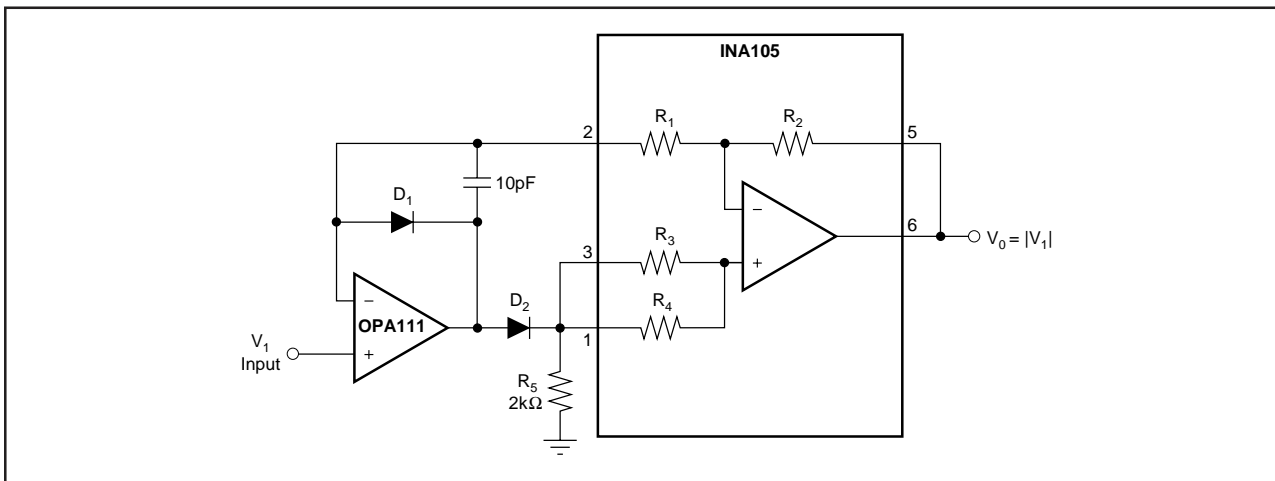 INA105
R1
R2
2
5
10pF
D1
R3
3
6
V0 = |V1|
D2
R4
OPA111
1
V1
Input
R5
2kΩ
−
+
−
+